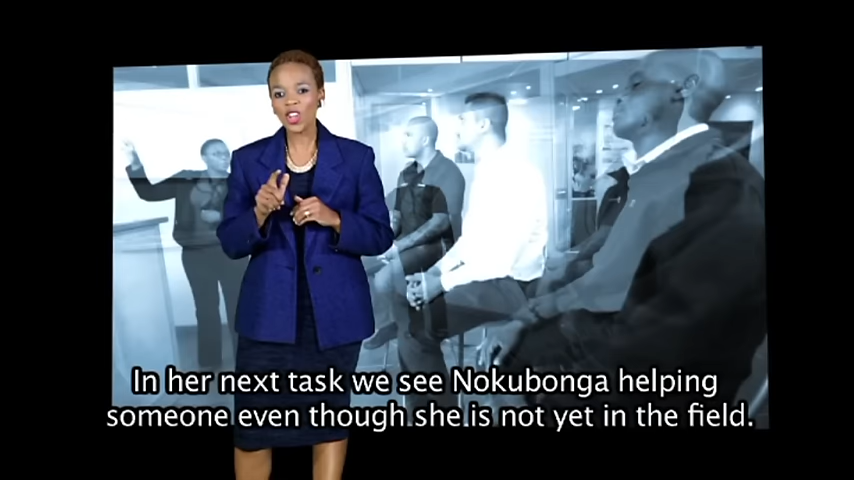 In her next task we see Nokubonga helping
someone even though she is not yet in the field.